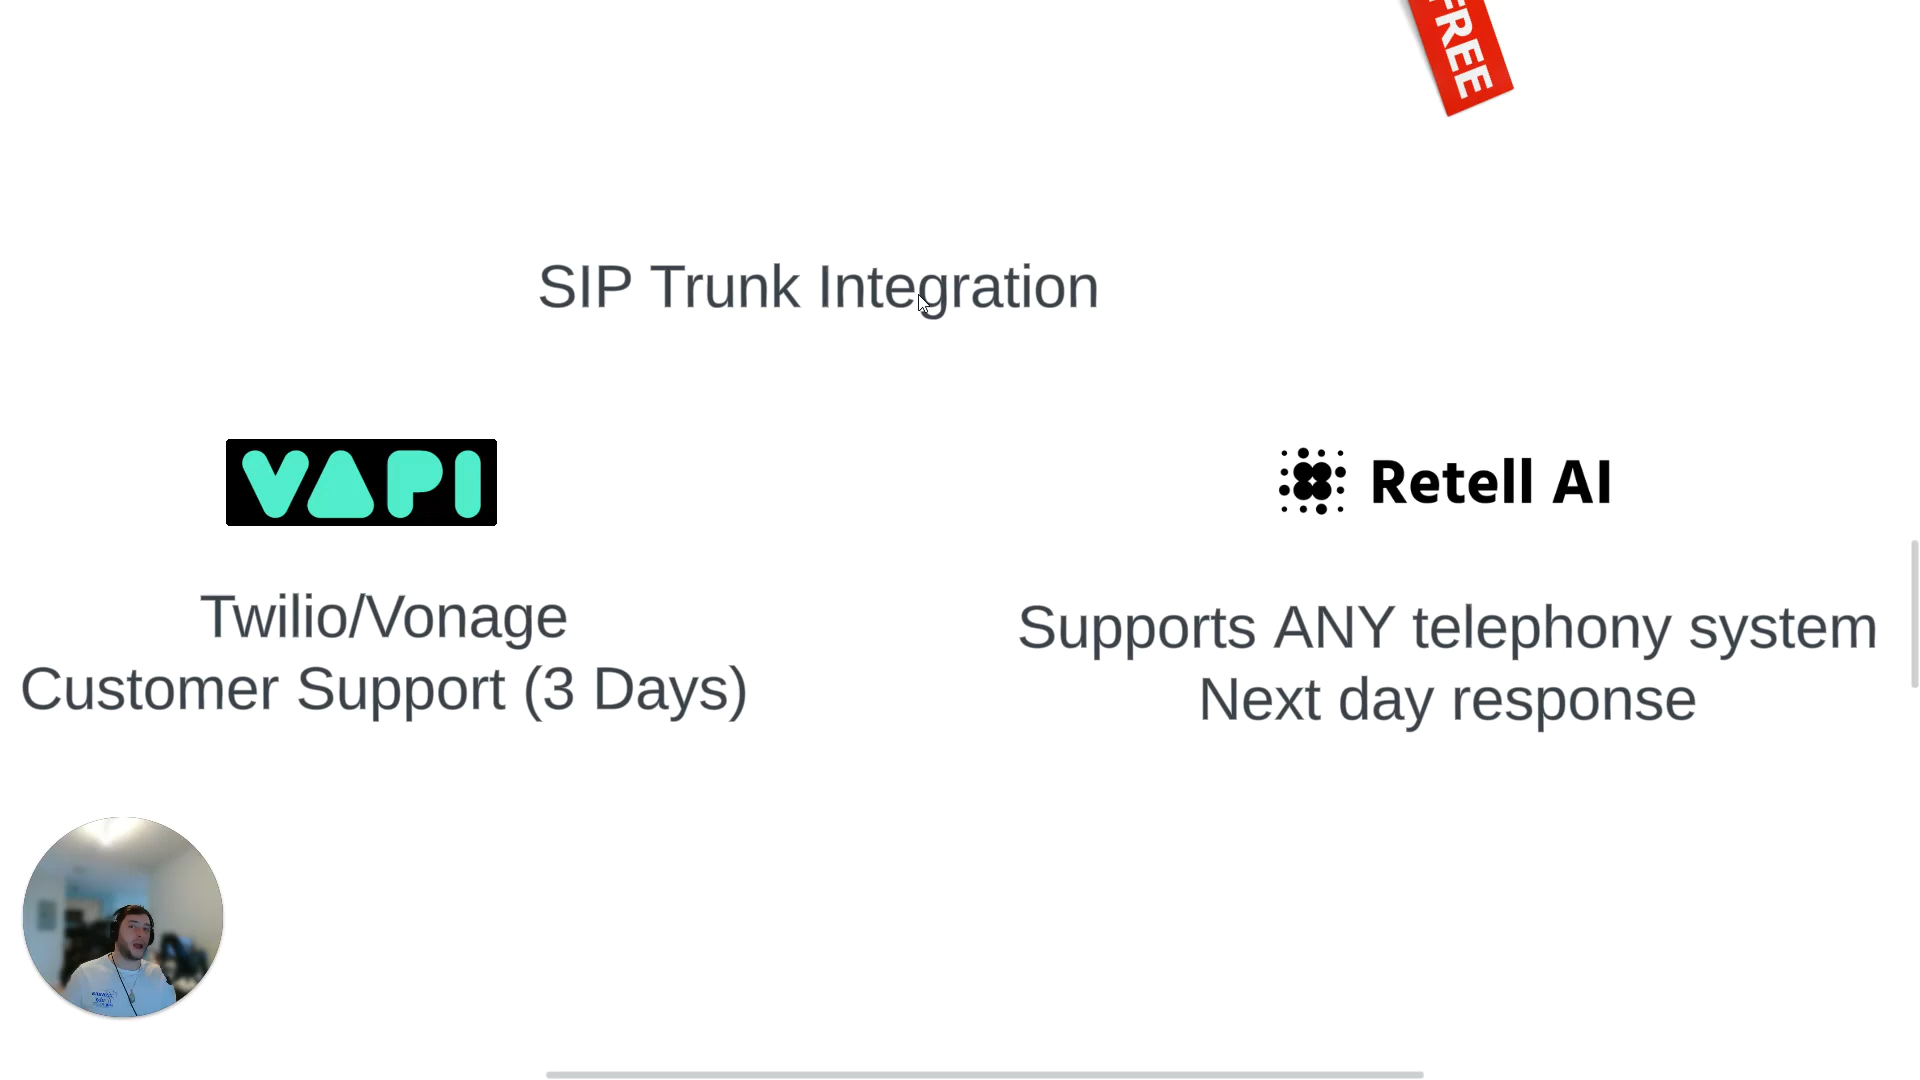 FREE
SIP Trunk Integration
VAPI
Retell AI
Twilio/Vonage
Customer Support (3 Days)
Supports ANY telephony system
Next day response